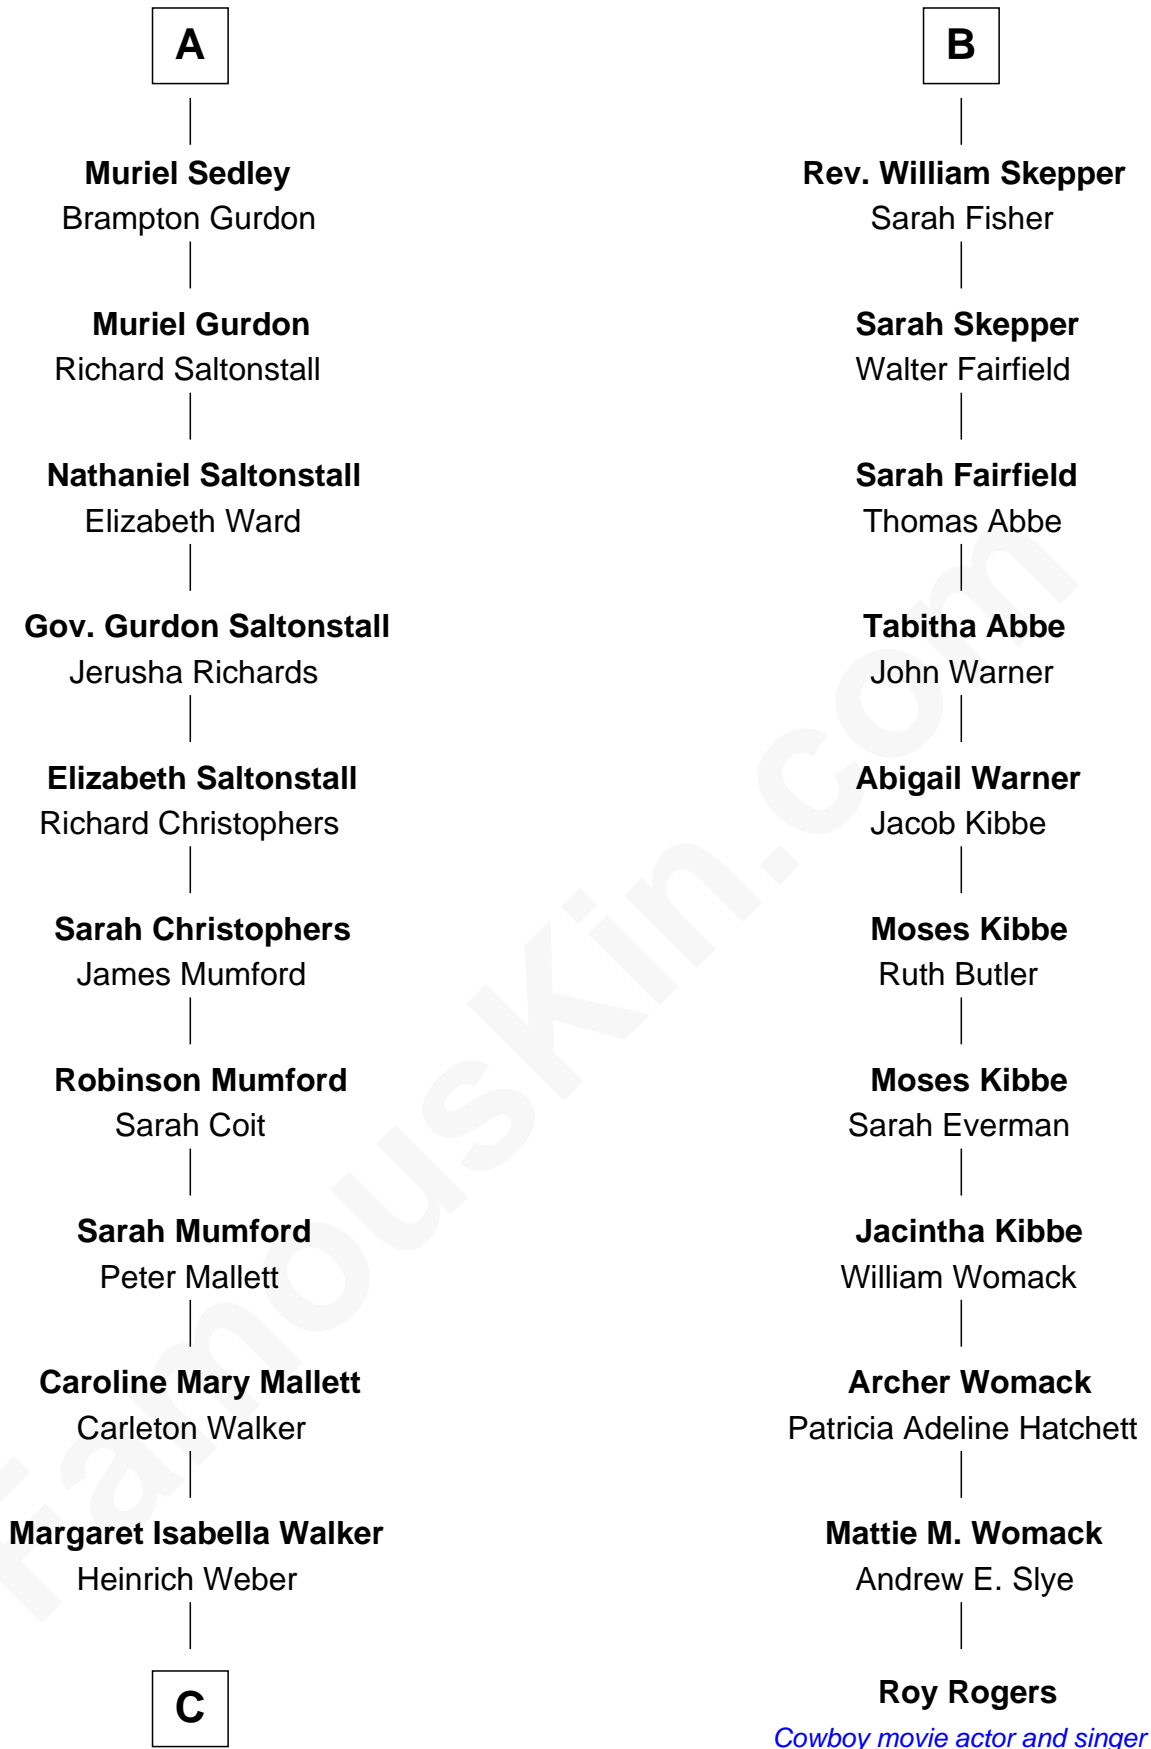 A
Muriel Sedley
Brampton Gurdon
Muriel Gurdon
Richard Saltonstall
Nathaniel Saltonstall
Elizabeth Ward
Gov. Gurdon Saltonstall
Jerusha Richards
Elizabeth Saltonstall
Richard Christophers
Sarah Christophers
James Mumford
Robinson Mumford
Sarah Coit
Sarah Mumford
Peter Mallett
Caroline Mary Mallett
Carleton Walker
Margaret Isabella Walker
Heinrich Weber
C
B
Rev. William Skepper
Sarah Fisher
Sarah Skepper
Walter Fairfield
Sarah Fairfield
Thomas Abbe
Tabitha Abbe
John Warner
Abigail Warner
Jacob Kibbe
Moses Kibbe
Ruth Butler
Moses Kibbe
Sarah Everman
Jacintha Kibbe
William Womack
Archer Womack
Patricia Adeline Hatchett
Mattie M. Womack
Andrew E. Slye
Roy Rogers
Cowboy movie actor and singer
FamousKin.com